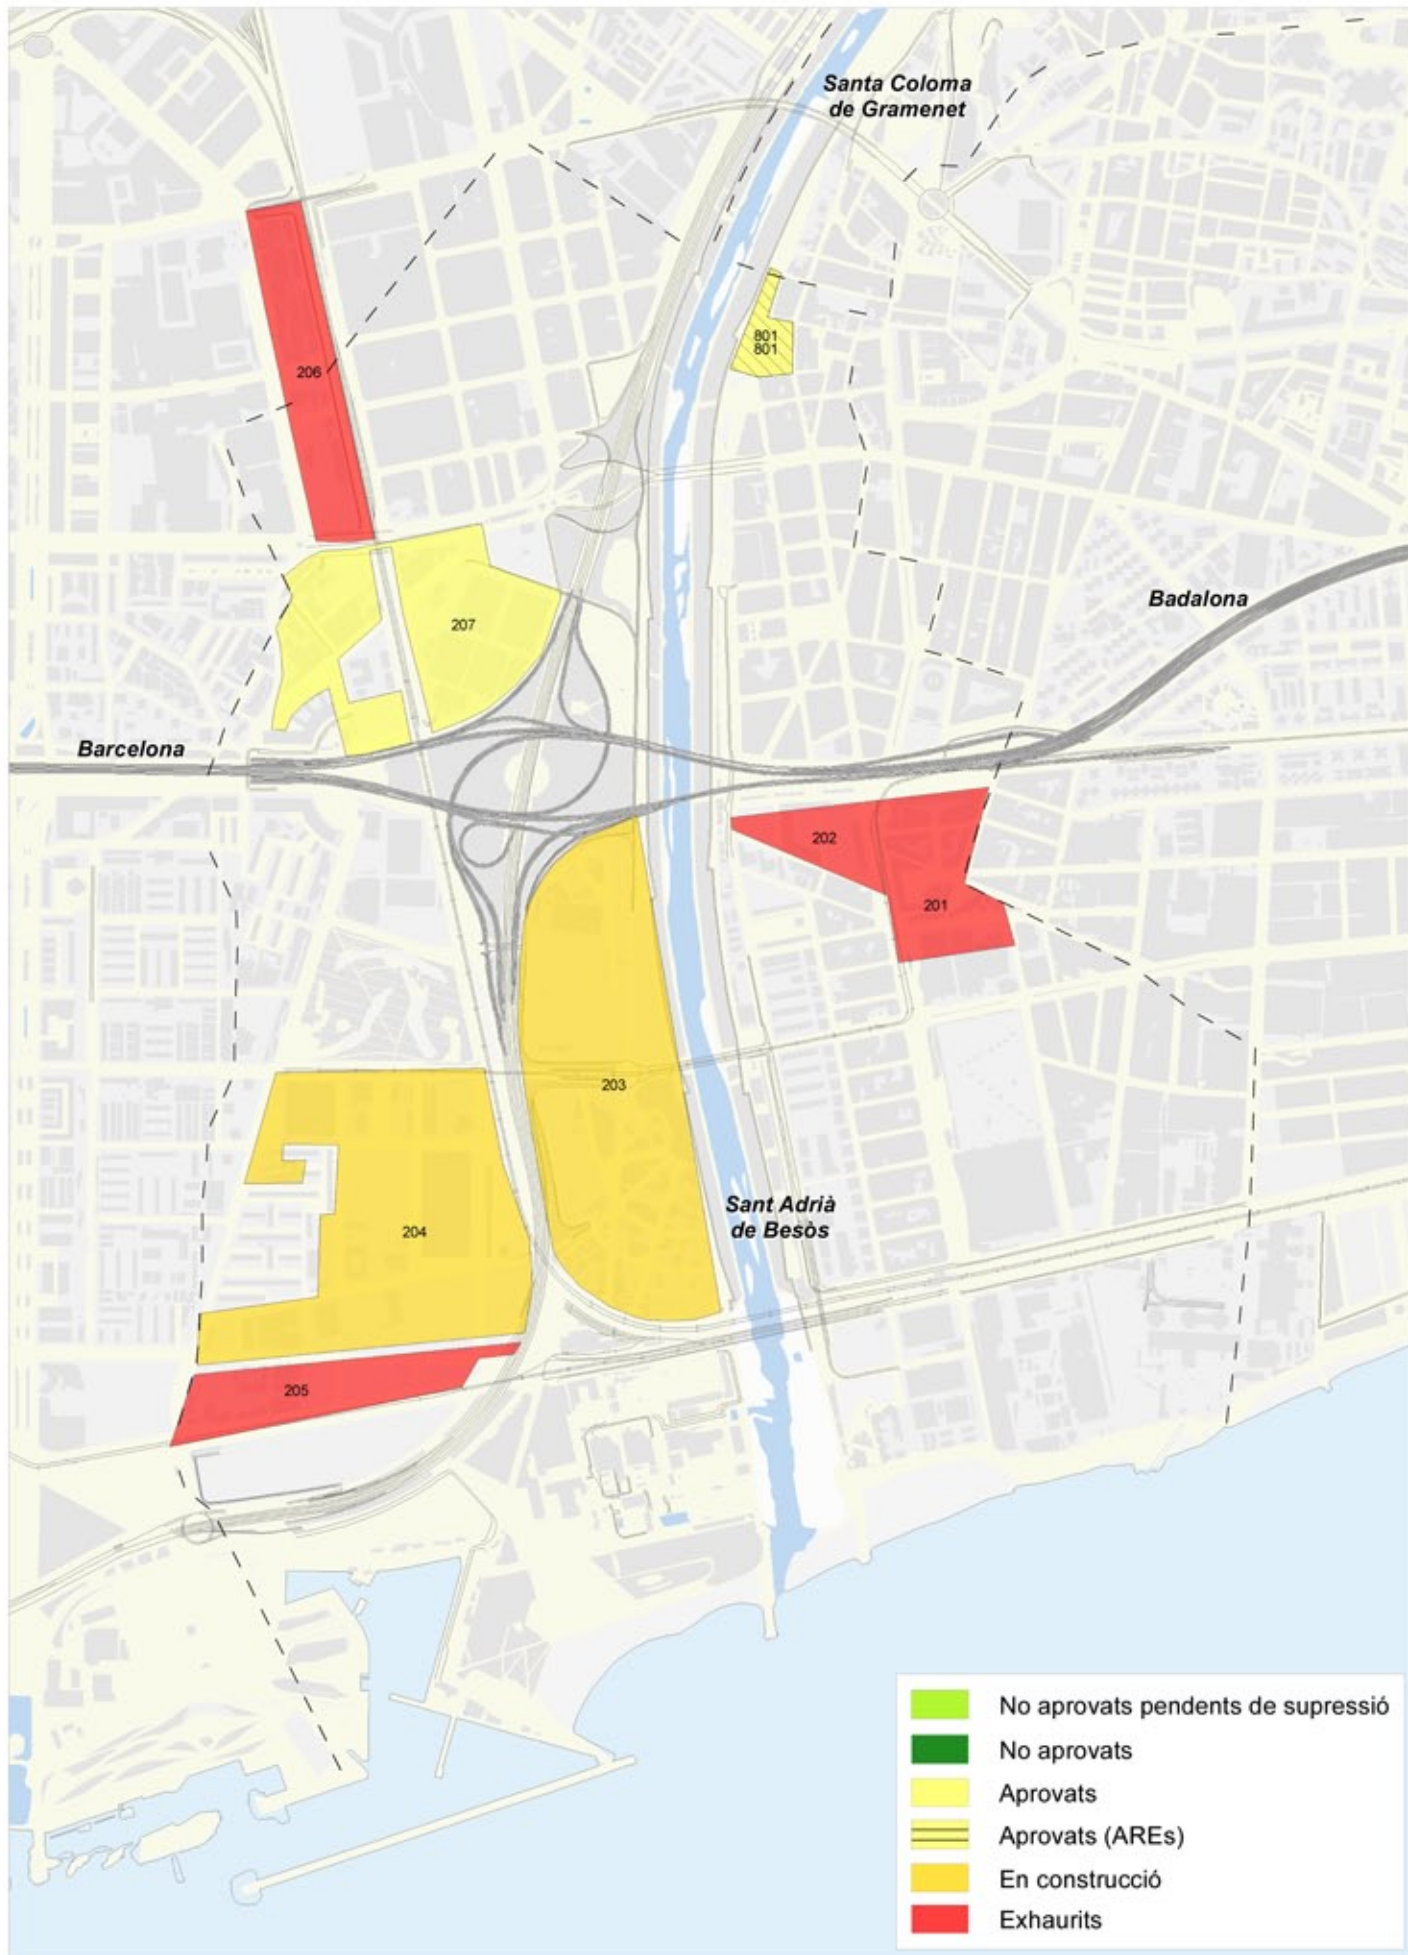 Santa Coloma
de Gramenet
801
801
206
207
Badalona
Barcelona
202
201
203
Sant Adrià
de Besòs
204
205
No aprovats pendents de supressió
No aprovats
Aprovats
Aprovats (AREs)
En construcció
Exhaurits